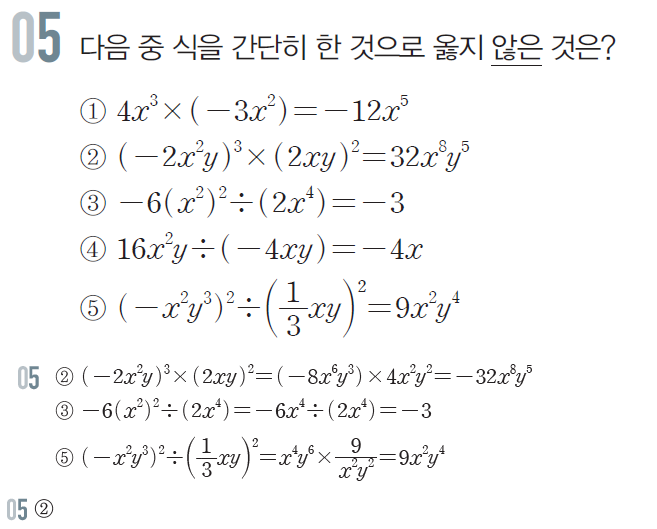 05 다음 중 식을 간단히 한 것으로 옳지 않은 것은?
① 4x³×(−3x²)=−12x⁵
② (−2x²y)³×(2xy)²=32x⁸y⁵
③ −6(x²)²÷(2x⁴)=−3
④ 16x²y÷(−4xy)=−4x
⑤ (−x²y³)²÷(1/3 xy)²=9x²y⁴
05 ② (−2x²y)³×(2xy)²=(−8x⁶y³)×4x²y²=−32x⁸y⁵
③ −6(x²)²÷(2x⁴)=−6x⁴÷(2x⁴)=−3
⑤ (−x²y³)²÷(1/3 xy)²=x⁴y⁶×9/x²y²=9x²y⁴
05 ②